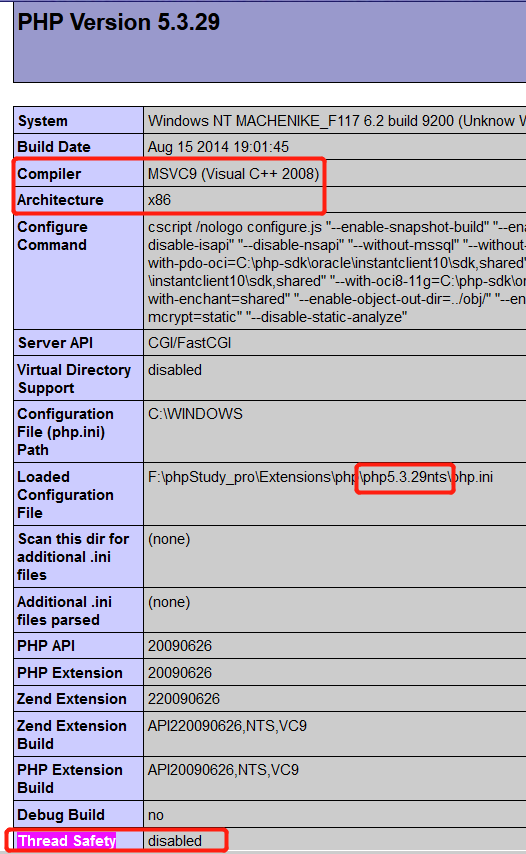 PHP Version 5.3.29
System Windows NT MACHENIKE_F117 6.2 build 9200 (Unknow W
Build Date Aug 15 2014 19:01:45
Compiler MSVC9 (Visual C++ 2008)
Architecture x86
Configure cscript /nologo configure.js "--enable-snapshot-build" "--ena
Command disable-isapi" "--disable-nsapi" "--without-mssql" "--without-
with-pdo-oci=C:\php-sdk\oracle\instantclient10\sdk,shared"
\instantclient10\sdk,shared" "--with-oci8-11g=C:\php-sdk\or
with-enchant=shared" "--enable-object-out-dir=../obj/" "--en
mcrypt=static" "--disable-static-analyze"
Server API CGI/FastCGI
Virtual Directory disabled
Support
Configuration C:\WINDOWS
File (php.ini)
Path
Loaded F:\phpStudy_pro\Extensions\php\php5.3.29nts\php.ini
Configuration
File
Scan this dir for (none)
additional .ini
files
Additional .ini (none)
files parsed
PHP API 20090626
PHP Extension 20090626
Zend Extension 220090626
Zend Extension API220090626,NTS,VC9
Build
PHP Extension API20090626,NTS,VC9
Build
Debug Build no
Thread Safety disabled